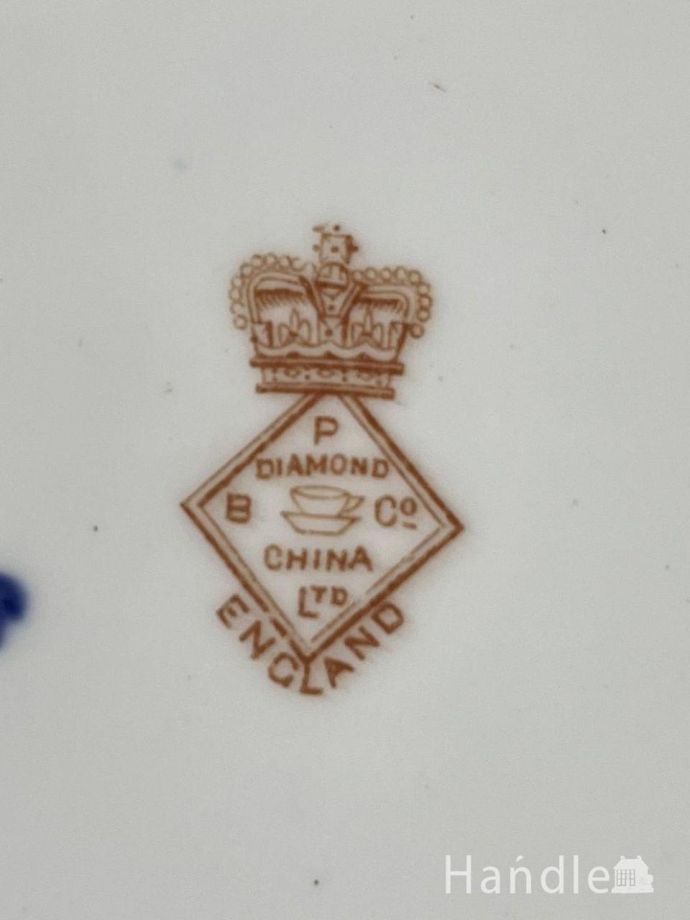 P
DIAMOND
B Cº
CHINA
LTD
ENGLAND
Handle